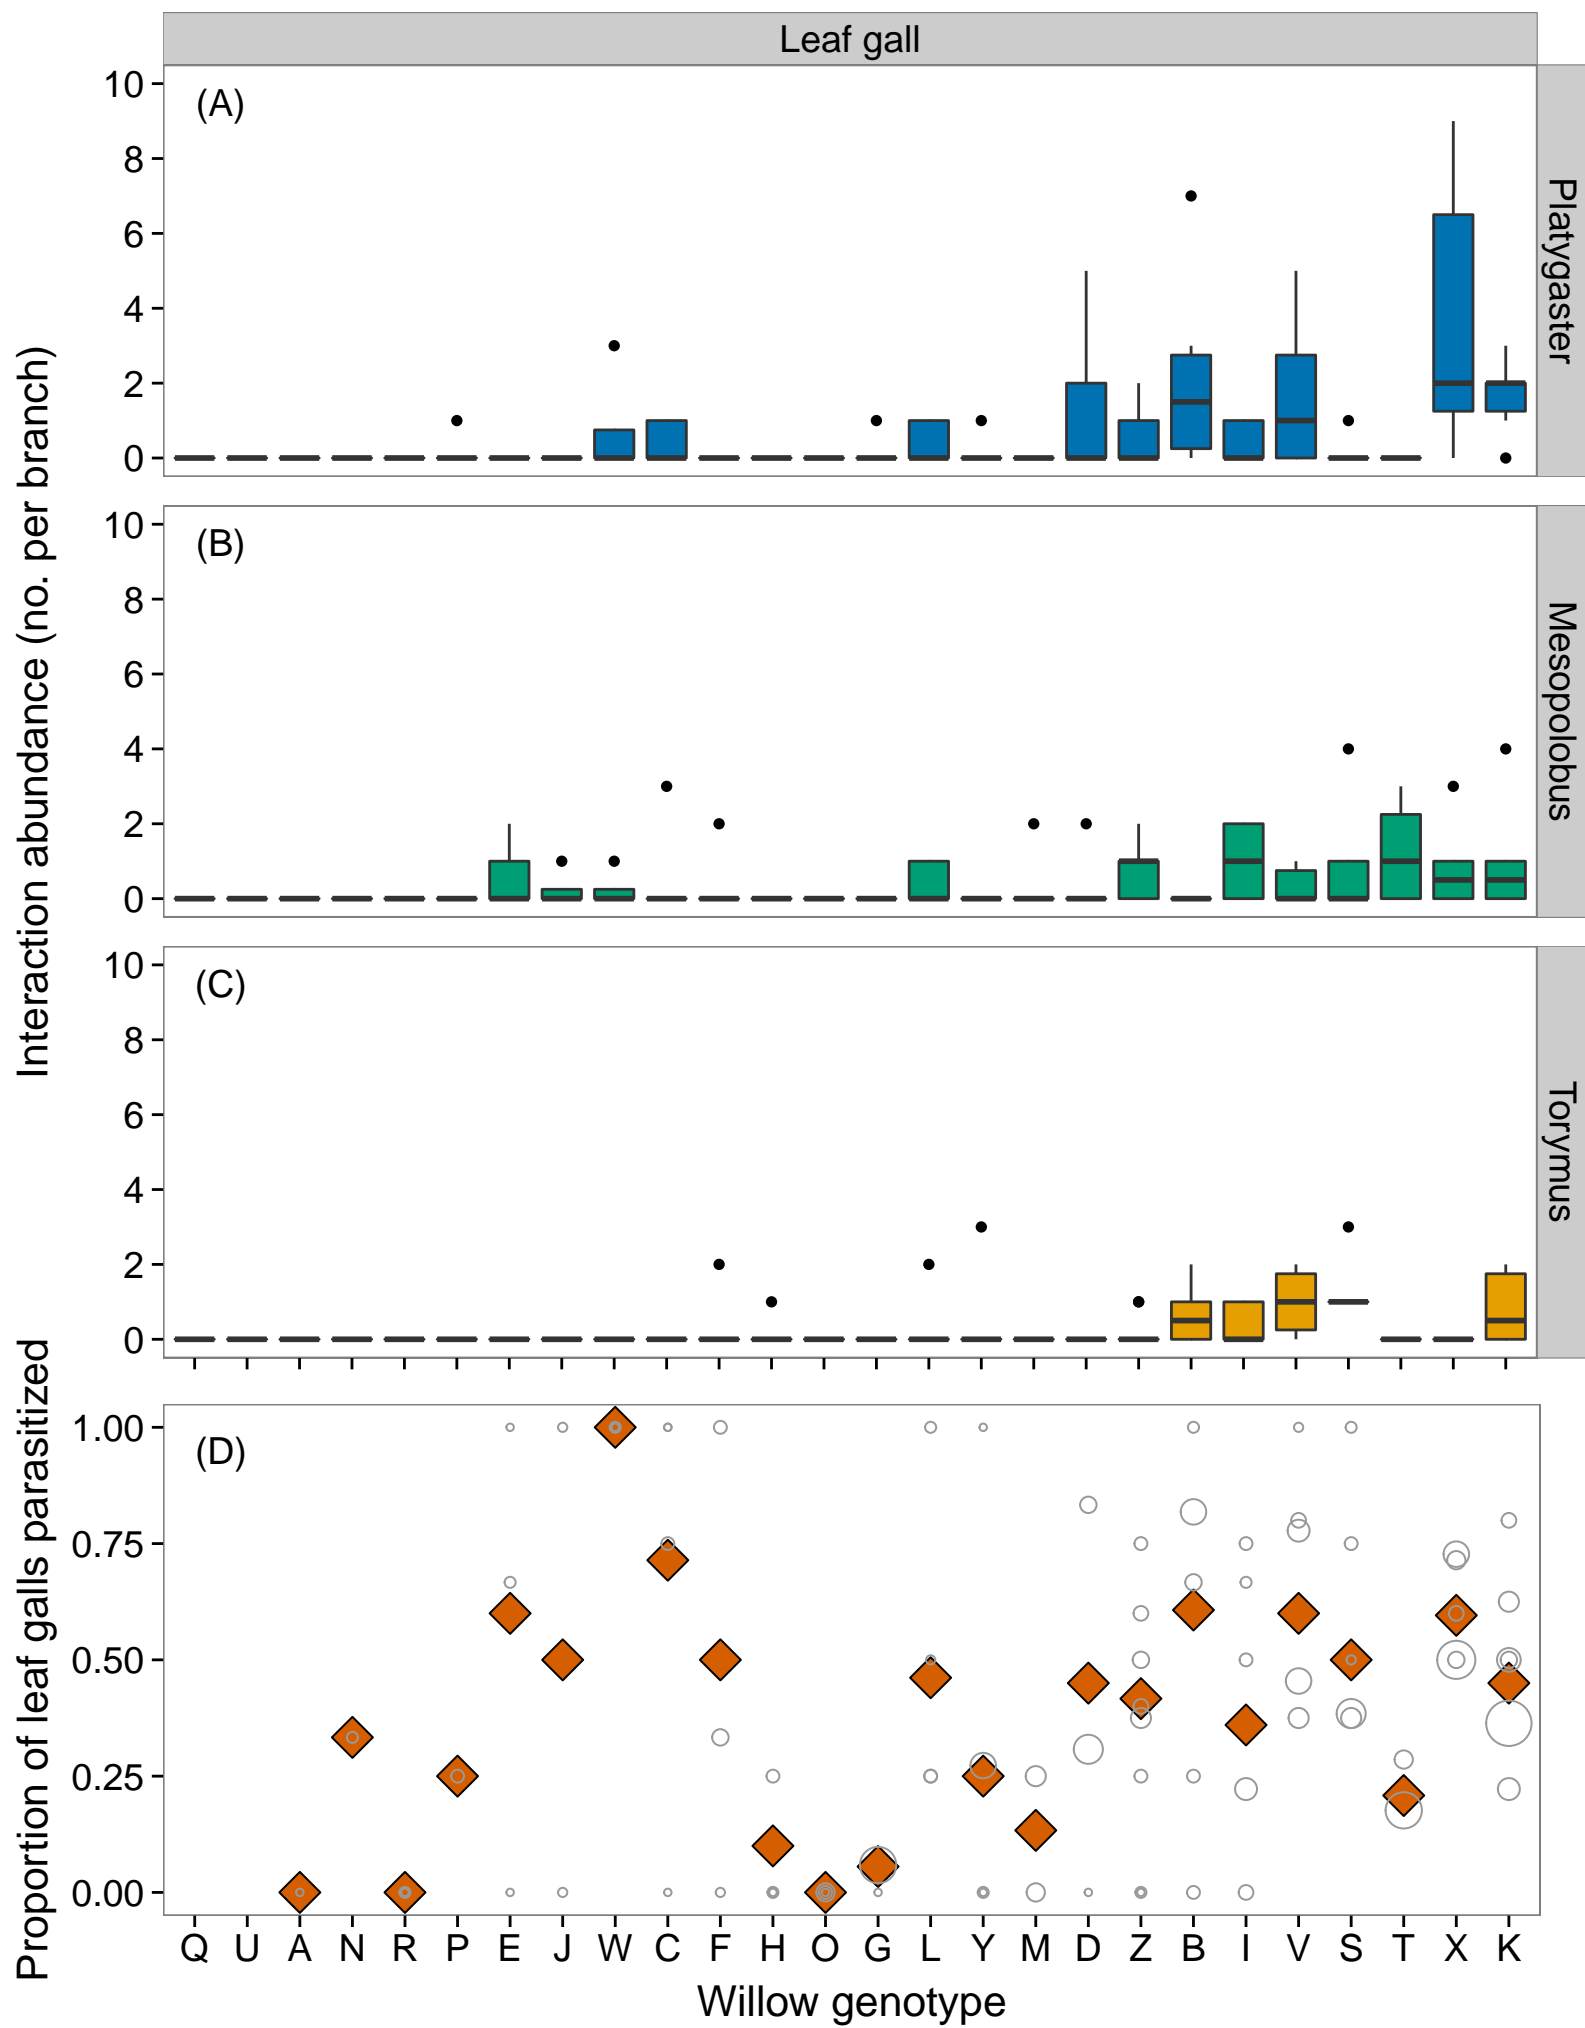 Leaf gall
(A)
10
8
6
4
2
0
Platygaster
(B)
10
8
6
4
2
0
Mesopolobus
Interaction abundance (no. per branch)
(C)
10
8
6
4
2
0
Torymus
(D)
1.00
0.75
0.50
0.25
0.00
Proportion of leaf galls parasitized
Q U A N R P E J W C F H O G L Y M D Z B I V S T X K
Willow genotype